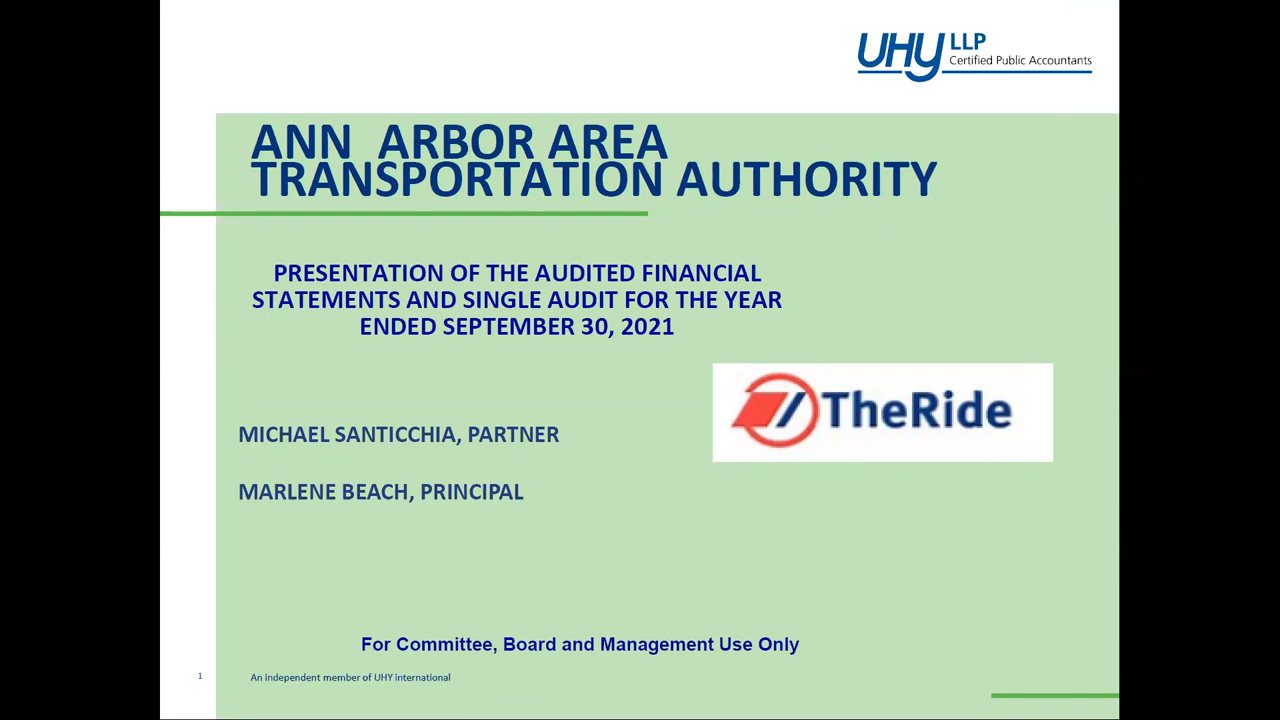 UHY LLP
Certified Public Accountants
ANN ARBOR AREA
TRANSPORTATION AUTHORITY
PRESENTATION OF THE AUDITED FINANCIAL
STATEMENTS AND SINGLE AUDIT FOR THE YEAR
ENDED SEPTEMBER 30, 2021
TheRide
MICHAEL SANTICCHIA, PARTNER
MARLENE BEACH, PRINCIPAL
For Committee, Board and Management Use Only
1 An independent member of UHY international